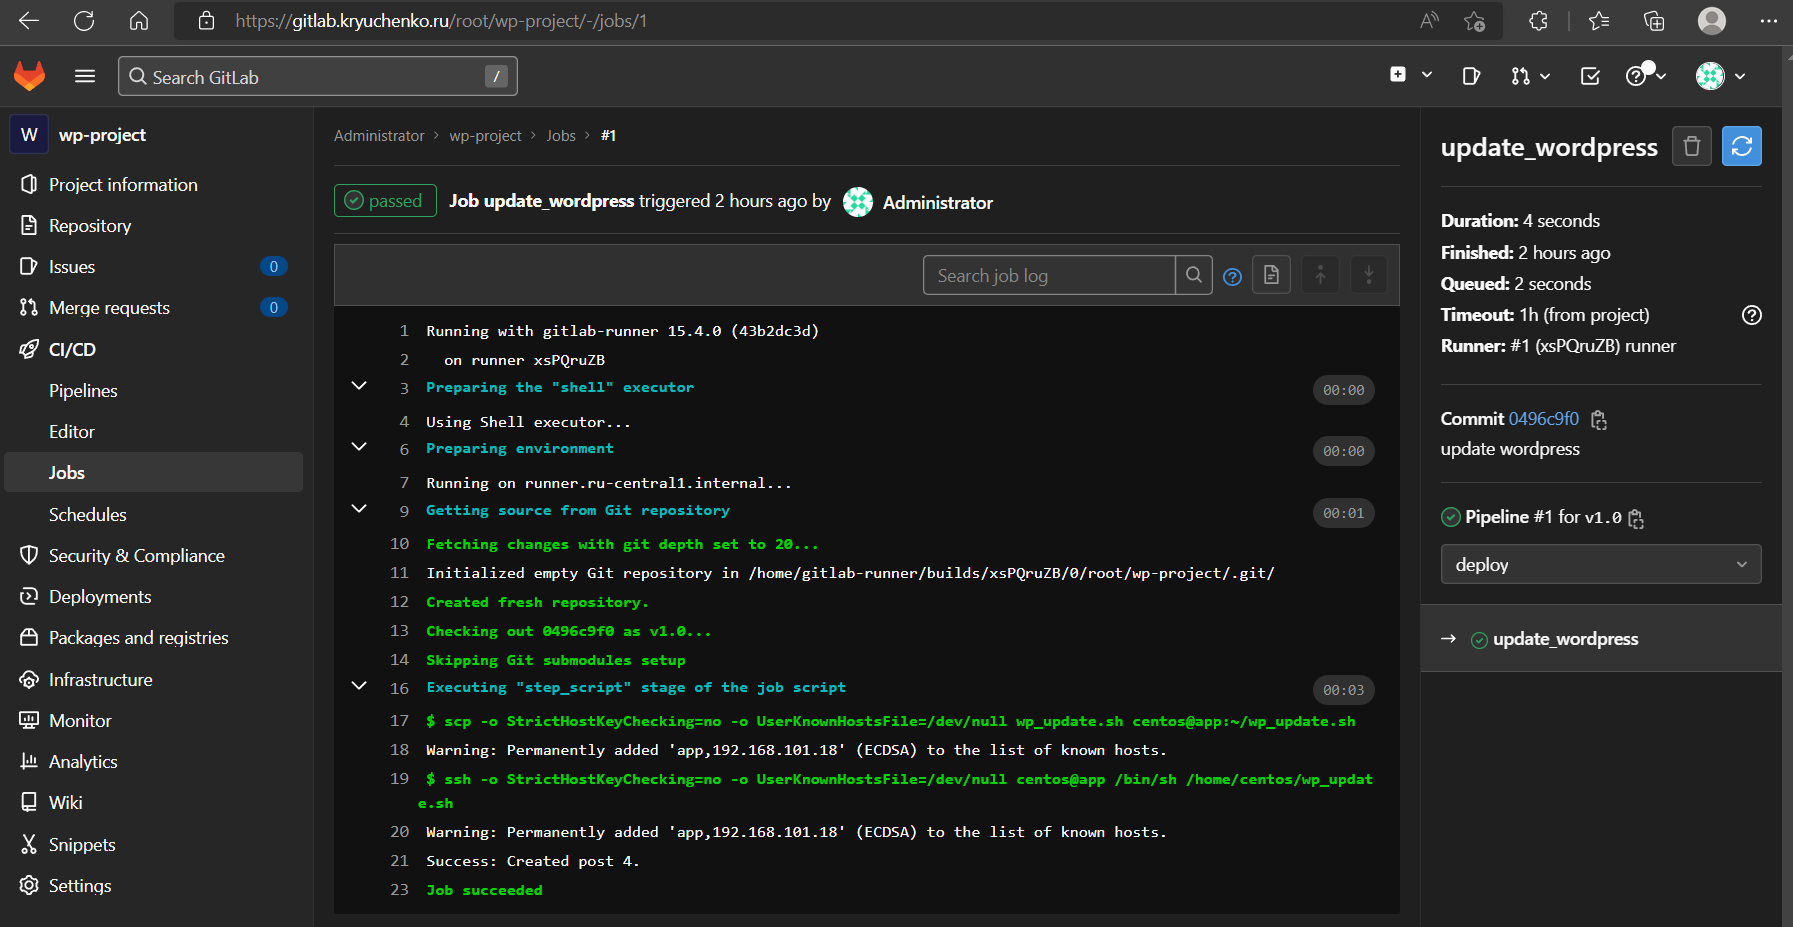 https://gitlab.kryuchenko.ru/root/wp-project/-/jobs/1
Search GitLab
/
W wp-project
Project information
Repository
Issues 0
Merge requests 0
CI/CD
Pipelines
Editor
Jobs
Schedules
Security & Compliance
Deployments
Packages and registries
Infrastructure
Monitor
Analytics
Wiki
Snippets
Settings
Administrator > wp-project > Jobs > #1
passed Job update_wordpress triggered 2 hours ago by Administrator
Search job log
1 Running with gitlab-runner 15.4.0 (43b2dc3d)
2 on runner xsPQruZB
3 Preparing the "shell" executor 00:00
4 Using Shell executor...
6 Preparing environment 00:00
7 Running on runner.ru-central1.internal...
9 Getting source from Git repository 00:01
10 Fetching changes with git depth set to 20...
11 Initialized empty Git repository in /home/gitlab-runner/builds/xsPQruZB/0/root/wp-project/.git/
12 Created fresh repository.
13 Checking out 0496c9f0 as v1.0...
14 Skipping Git submodules setup
16 Executing "step_script" stage of the job script 00:03
17 $ scp -o StrictHostKeyChecking=no -o UserKnownHostsFile=/dev/null wp_update.sh centos@app:~/wp_update.sh
18 Warning: Permanently added 'app,192.168.101.18' (ECDSA) to the list of known hosts.
19 $ ssh -o StrictHostKeyChecking=no -o UserKnownHostsFile=/dev/null centos@app /bin/sh /home/centos/wp_updat
e.sh
20 Warning: Permanently added 'app,192.168.101.18' (ECDSA) to the list of known hosts.
21 Success: Created post 4.
23 Job succeeded
update_wordpress
Duration: 4 seconds
Finished: 2 hours ago
Queued: 2 seconds
Timeout: 1h (from project)
Runner: #1 (xsPQruZB) runner
Commit 0496c9f0
update wordpress
Pipeline #1 for v1.0
deploy
→ update_wordpress